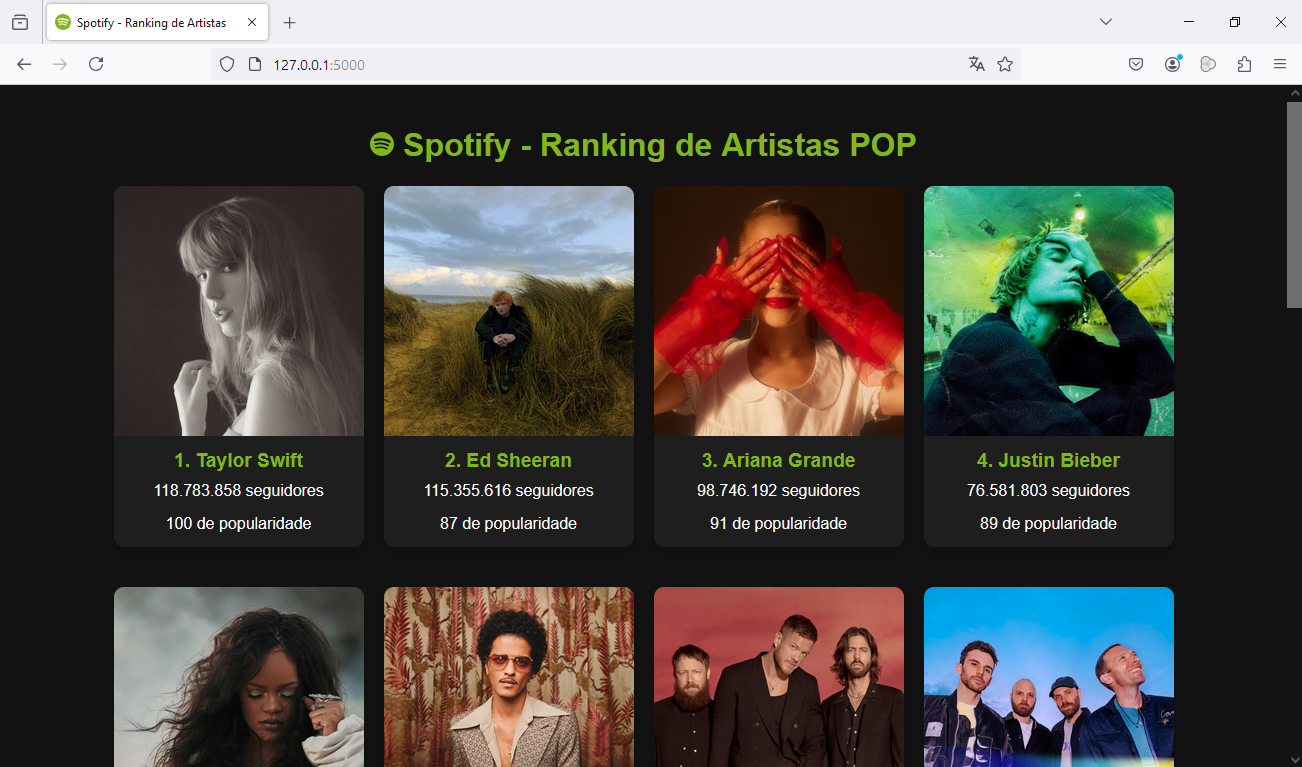 Spotify - Ranking de Artistas
127.0.0.1:5000
Spotify - Ranking de Artistas POP
1. Taylor Swift
118.783.858 seguidores
100 de popularidade
2. Ed Sheeran
115.355.616 seguidores
87 de popularidade
3. Ariana Grande
98.746.192 seguidores
91 de popularidade
4. Justin Bieber
76.581.803 seguidores
89 de popularidade